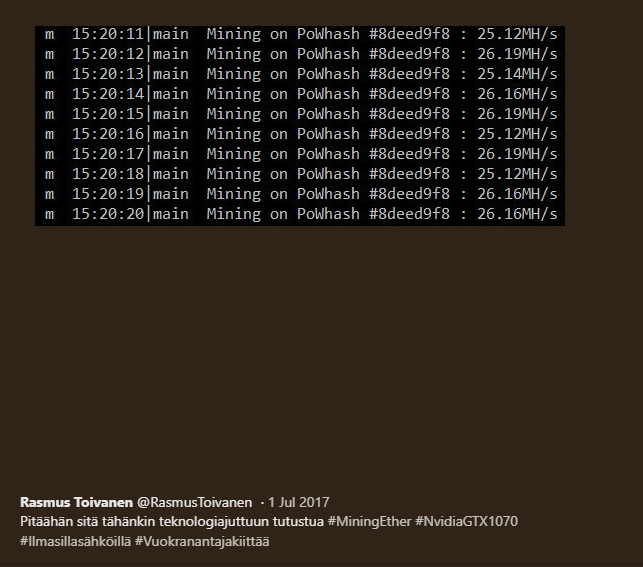 m 15:20:11|main Mining on PoWhash #8deed9f8 : 25.12MH/s
m 15:20:12|main Mining on PoWhash #8deed9f8 : 26.19MH/s
m 15:20:13|main Mining on PoWhash #8deed9f8 : 25.14MH/s
m 15:20:14|main Mining on PoWhash #8deed9f8 : 26.16MH/s
m 15:20:15|main Mining on PoWhash #8deed9f8 : 26.19MH/s
m 15:20:16|main Mining on PoWhash #8deed9f8 : 25.12MH/s
m 15:20:17|main Mining on PoWhash #8deed9f8 : 26.19MH/s
m 15:20:18|main Mining on PoWhash #8deed9f8 : 25.12MH/s
m 15:20:19|main Mining on PoWhash #8deed9f8 : 26.16MH/s
m 15:20:20|main Mining on PoWhash #8deed9f8 : 26.16MH/s
Rasmus Toivanen @RasmusToivanen · 1 Jul 2017
Pitäähän sitä tähänkin teknologiajuttuun tutustua #MiningEther #NvidiaGTX1070
#Ilmasillasähköillä #Vuokranantajakiittää